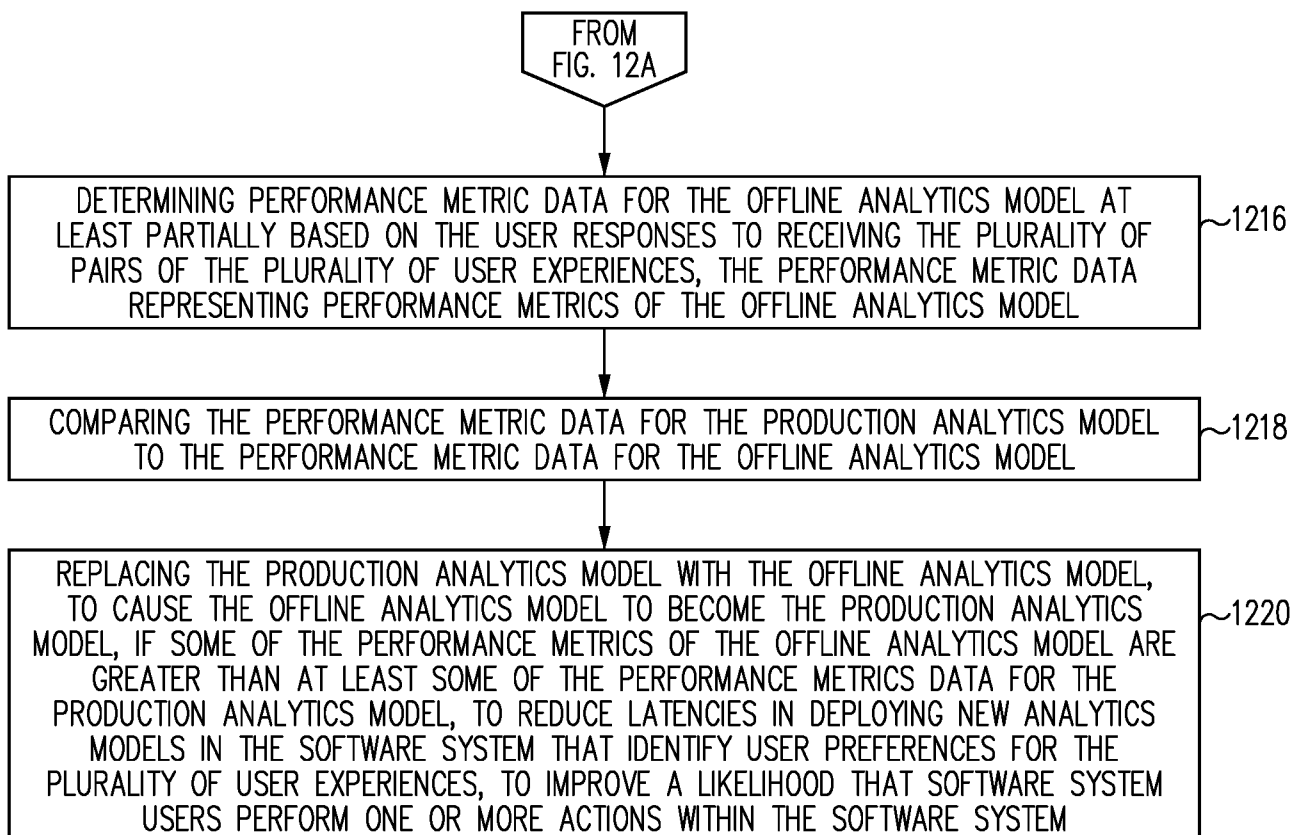 FROM
FIG. 12A
DETERMINING PERFORMANCE METRIC DATA FOR THE OFFLINE ANALYTICS MODEL AT
LEAST PARTIALLY BASED ON THE USER RESPONSES TO RECEIVING THE PLURALITY OF
PAIRS OF THE PLURALITY OF USER EXPERIENCES, THE PERFORMANCE METRIC DATA
REPRESENTING PERFORMANCE METRICS OF THE OFFLINE ANALYTICS MODEL
1216
COMPARING THE PERFORMANCE METRIC DATA FOR THE PRODUCTION ANALYTICS MODEL
TO THE PERFORMANCE METRIC DATA FOR THE OFFLINE ANALYTICS MODEL
1218
REPLACING THE PRODUCTION ANALYTICS MODEL WITH THE OFFLINE ANALYTICS MODEL,
TO CAUSE THE OFFLINE ANALYTICS MODEL TO BECOME THE PRODUCTION ANALYTICS
MODEL, IF SOME OF THE PERFORMANCE METRICS OF THE OFFLINE ANALYTICS MODEL ARE
GREATER THAN AT LEAST SOME OF THE PERFORMANCE METRICS DATA FOR THE
PRODUCTION ANALYTICS MODEL, TO REDUCE LATENCIES IN DEPLOYING NEW ANALYTICS
MODELS IN THE SOFTWARE SYSTEM THAT IDENTIFY USER PREFERENCES FOR THE
PLURALITY OF USER EXPERIENCES, TO IMPROVE A LIKELIHOOD THAT SOFTWARE SYSTEM
USERS PERFORM ONE OR MORE ACTIONS WITHIN THE SOFTWARE SYSTEM
1220